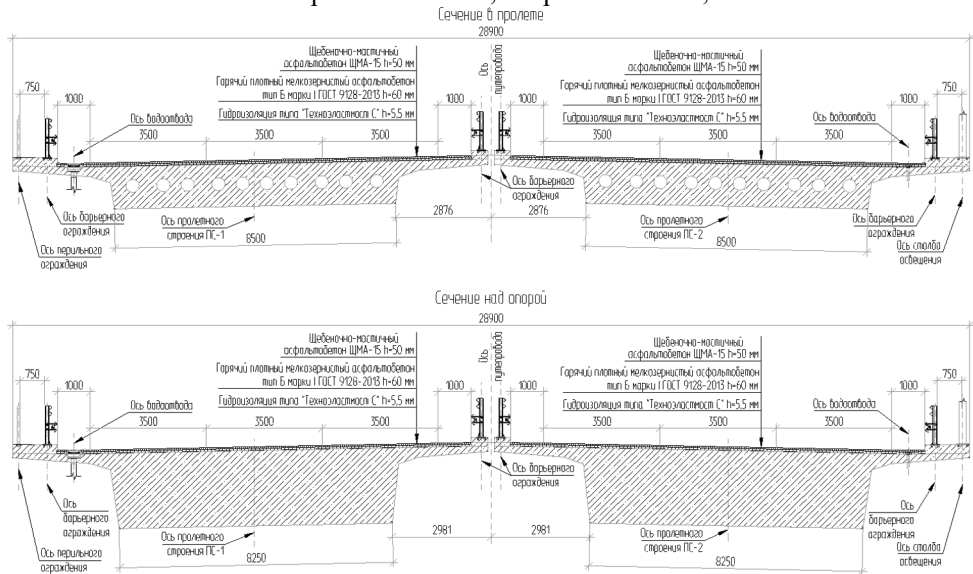 Сечение в пролете
28900
Щебеночно-мастичный
асфальтобетон ЩМА-15 h=50 мм
Горячий плотный мелкозернистый асфальтобетон
тип Б марки I ГОСТ 9128-2013 h=60 мм
Гидроизоляция типа "Техноэластмост С" h=5,5 мм
Ось
путепровода
Щебеночно-мастичный
асфальтобетон ЩМА-15 h=50 мм
Горячий плотный мелкозернистый асфальтобетон
тип Б марки I ГОСТ 9128-2013 h=60 мм
Гидроизоляция типа "Техноэластмост С" h=5,5 мм
750
1000
1000
1000
1000
750
Ось водоотвода
3500
3500
3500
3500
3500
3500
Ось водоотвода
Ось барьерного
ограждения
2876
2876
Ось барьерного
ограждения
Ось пролетного
строения ПС-1
Ось пролетного
строения ПС-2
Ось барьерного
ограждения
8500
8500
Ось перильного
ограждения
Ось столба
освещения
Сечение над опорой
28900
Щебеночно-мастичный
асфальтобетон ЩМА-15 h=50 мм
Горячий плотный мелкозернистый асфальтобетон
тип Б марки I ГОСТ 9128-2013 h=60 мм
Гидроизоляция типа "Техноэластмост С" h=5,5 мм
Ось
путепровода
Щебеночно-мастичный
асфальтобетон ЩМА-15 h=50 мм
Горячий плотный мелкозернистый асфальтобетон
тип Б марки I ГОСТ 9128-2013 h=60 мм
Гидроизоляция типа "Техноэластмост С" h=5,5 мм
750
1000
1000
1000
1000
750
Ось водоотвода
3500
3500
3500
3500
3500
3500
Ось водоотвода
Ось барьерного
ограждения
Ось
барьерного
ограждения
2981
2981
Ось
барьерного
ограждения
Ось пролетного
строения ПС-1
Ось пролетного
строения ПС-2
8250
8250
Ось перильного
ограждения
Ось столба
освещения